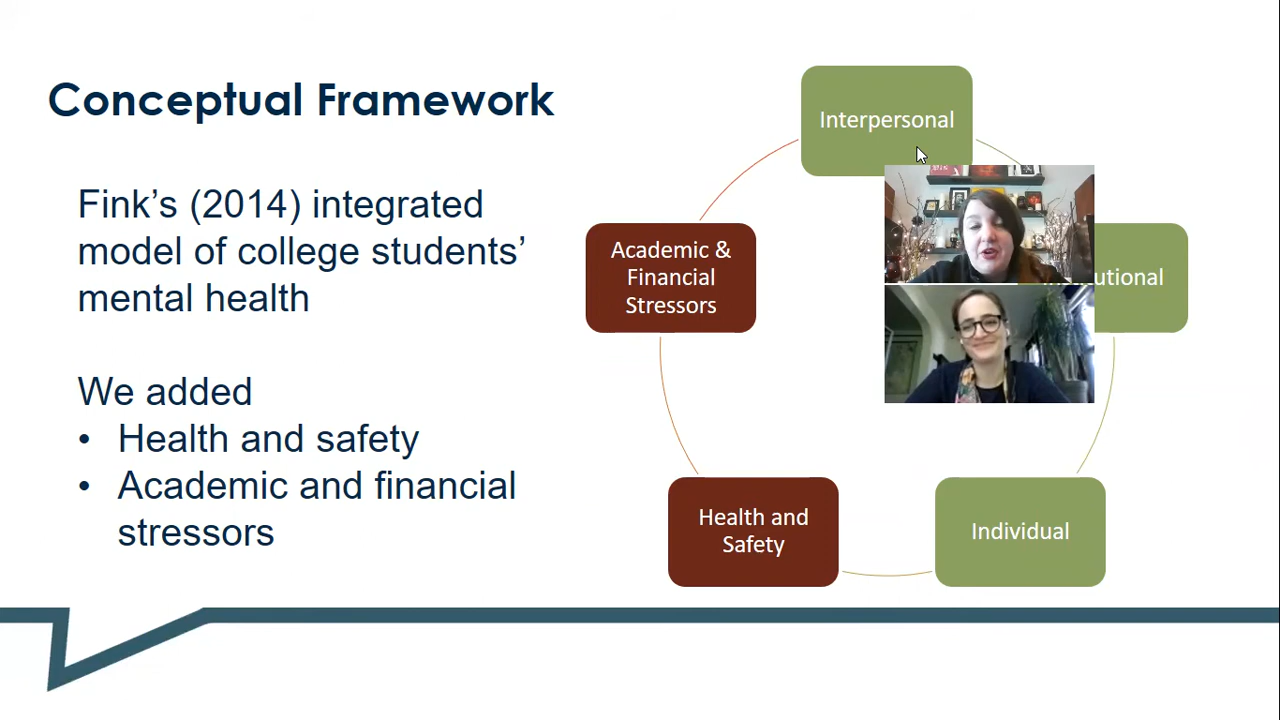 Conceptual Framework
Fink’s (2014) integrated
model of college students’
mental health
We added
• Health and safety
• Academic and financial
stressors
Interpersonal
Academic &
Financial
Stressors
Health and
Safety
Individual